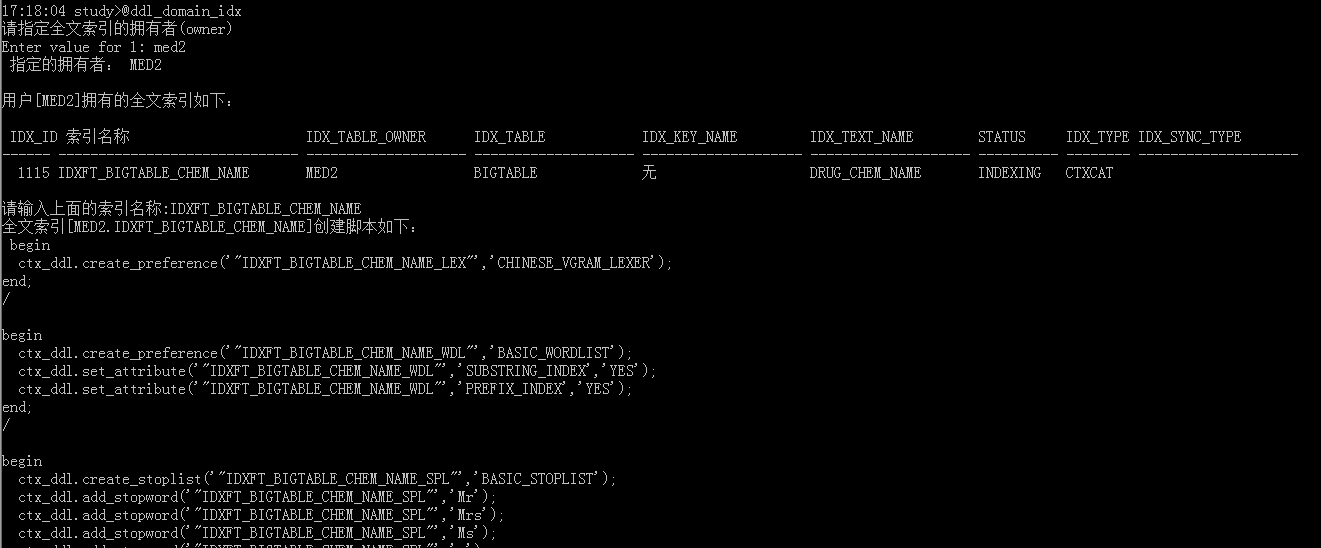 17:18:04 study>@ddl_domain_idx
请指定全文索引的拥有者(owner)
Enter value for 1: med2
指定的拥有者： MED2
用户[MED2]拥有的全文索引如下：
IDX_ID 索引名称 IDX_TABLE_OWNER IDX_TABLE IDX_KEY_NAME IDX_TEXT_NAME STATUS IDX_TYPE IDX_SYNC_TYPE
------ ------------------------------ -------------------- -------------------- -------------------- -------------------- ---------- -------- --------------------
1115 IDXFT_BIGTABLE_CHEM_NAME MED2 BIGTABLE 无 DRUG_CHEM_NAME INDEXING CTXCAT
请输入上面的索引名称:IDXFT_BIGTABLE_CHEM_NAME
全文索引[MED2.IDXFT_BIGTABLE_CHEM_NAME]创建脚本如下：
begin
ctx_ddl.create_preference('"IDXFT_BIGTABLE_CHEM_NAME_LEX"','CHINESE_VGRAM_LEXER');
end;
/
begin
ctx_ddl.create_preference('"IDXFT_BIGTABLE_CHEM_NAME_WDL"','BASIC_WORDLIST');
ctx_ddl.set_attribute('"IDXFT_BIGTABLE_CHEM_NAME_WDL"','SUBSTRING_INDEX','YES');
ctx_ddl.set_attribute('"IDXFT_BIGTABLE_CHEM_NAME_WDL"','PREFIX_INDEX','YES');
end;
/
begin
ctx_ddl.create_stoplist('"IDXFT_BIGTABLE_CHEM_NAME_SPL"','BASIC_STOPLIST');
ctx_ddl.add_stopword('"IDXFT_BIGTABLE_CHEM_NAME_SPL"','Mr');
ctx_ddl.add_stopword('"IDXFT_BIGTABLE_CHEM_NAME_SPL"','Mrs');
ctx_ddl.add_stopword('"IDXFT_BIGTABLE_CHEM_NAME_SPL"','Ms');